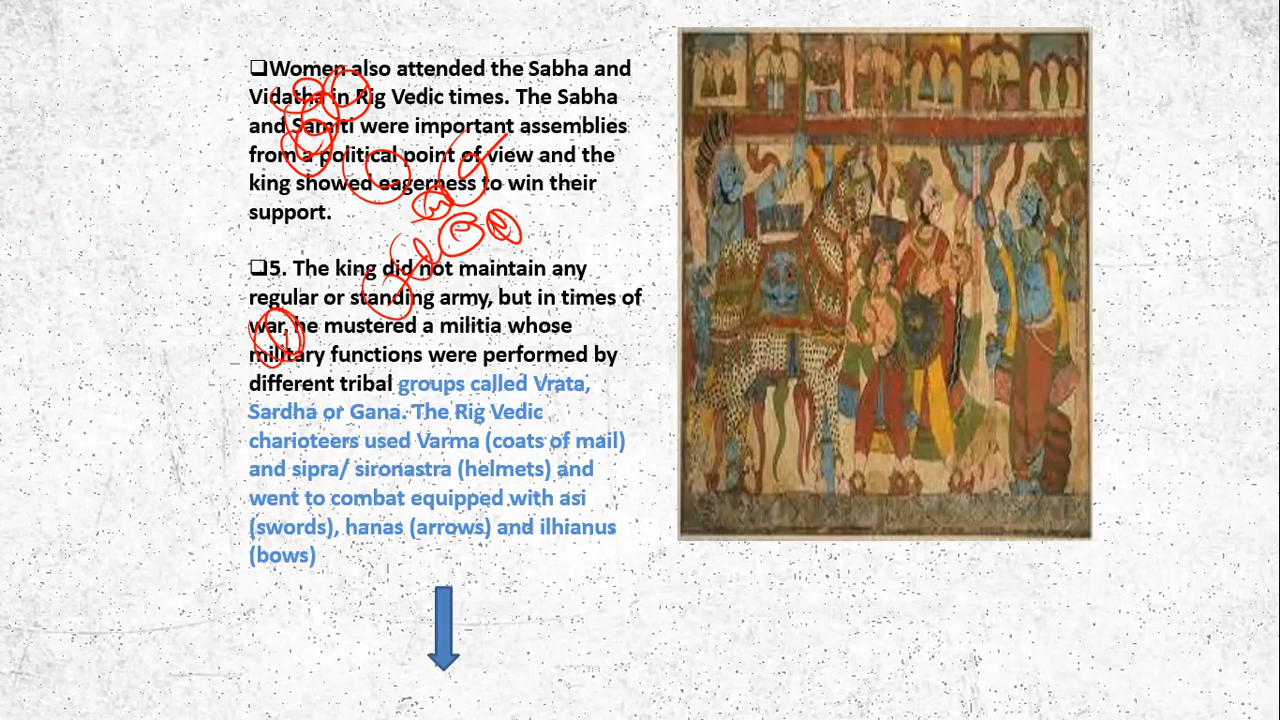 ❑Women also attended the Sabha and
Vidatha in Rig Vedic times. The Sabha
and Samiti were important assemblies
from a political point of view and the
king showed eagerness to win their
support.
❑5. The king did not maintain any
regular or standing army, but in times of
war, he mustered a militia whose
military functions were performed by
different tribal groups called Vrata,
Sardha or Gana. The Rig Vedic
charioteers used Varma (coats of mail)
and sipra/ sironastra (helmets) and
went to combat equipped with asi
(swords), hanas (arrows) and ilhianus
(bows)